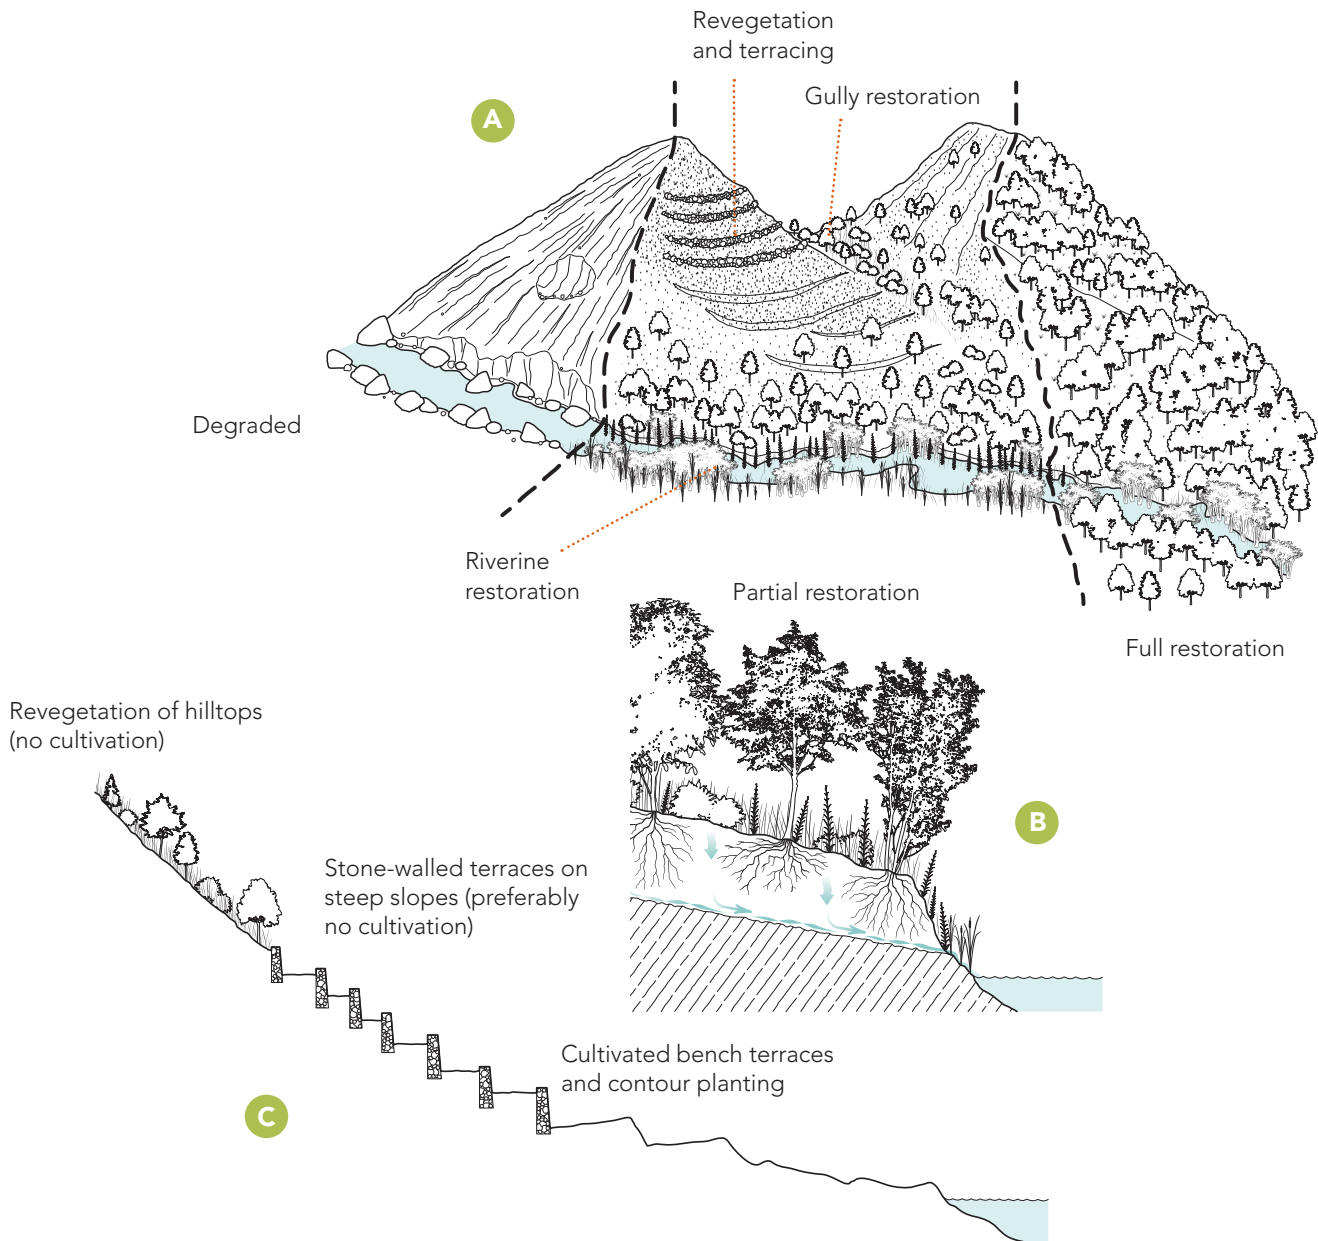 Revegetation
and terracing
Gully restoration
A
Degraded
Riverine
restoration
Partial restoration
Full restoration
Revegetation of hilltops
(no cultivation)
B
Stone-walled terraces on
steep slopes (preferably
no cultivation)
Cultivated bench terraces
and contour planting
C